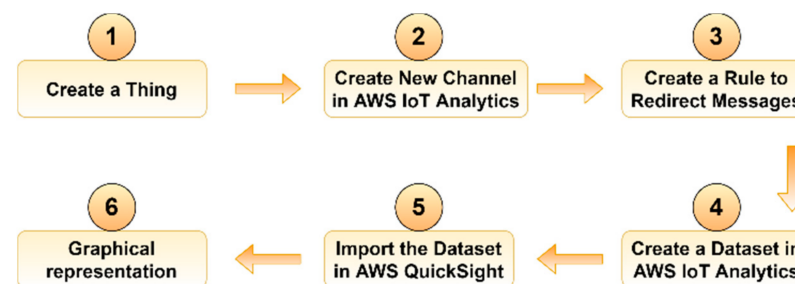 1
Create a Thing
2
Create New Channel
in AWS IoT Analytics
3
Create a Rule to
Redirect Messages
4
Create a Dataset in
AWS IoT Analytics
5
Import the Dataset
in AWS QuickSight
6
Graphical
representation